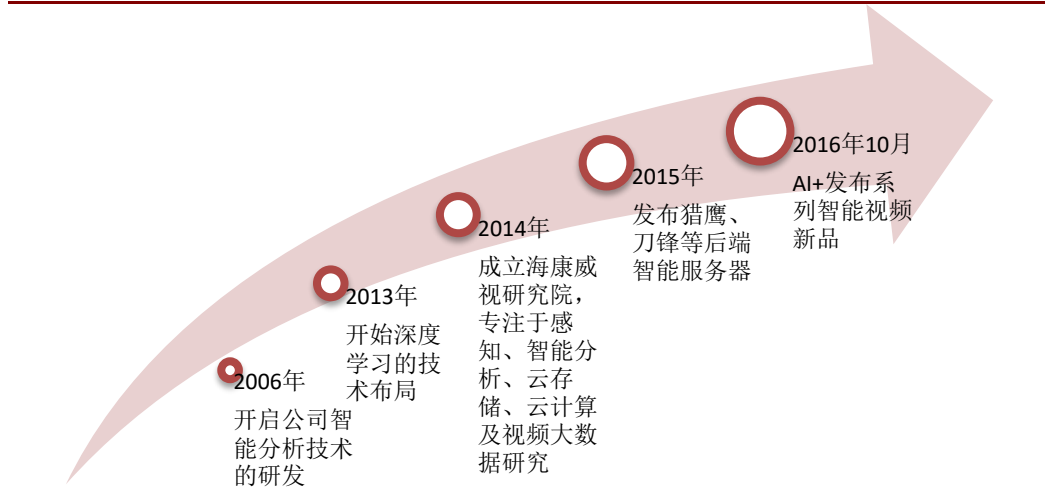 2006年
开启公司智
能分析技术
的研发
2013年
开始深度
学习的技
术布局
2014年
成立海康威
视研究院，
专注于感
知、智能分
析、云存
储、云计算
及视频大数
据研究
2015年
发布猎鹰、
刀锋等后端
智能服务器
2016年10月
AI+发布系
列智能视频
新品